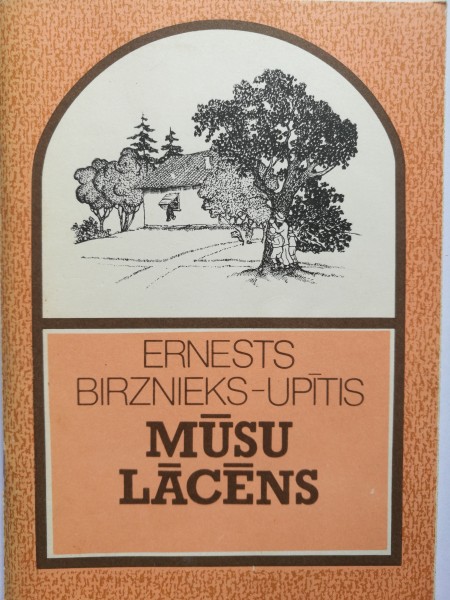 ERNESTS
BIRZNIEKS-UPĪTIS
MŪSU
LĀCĒNS